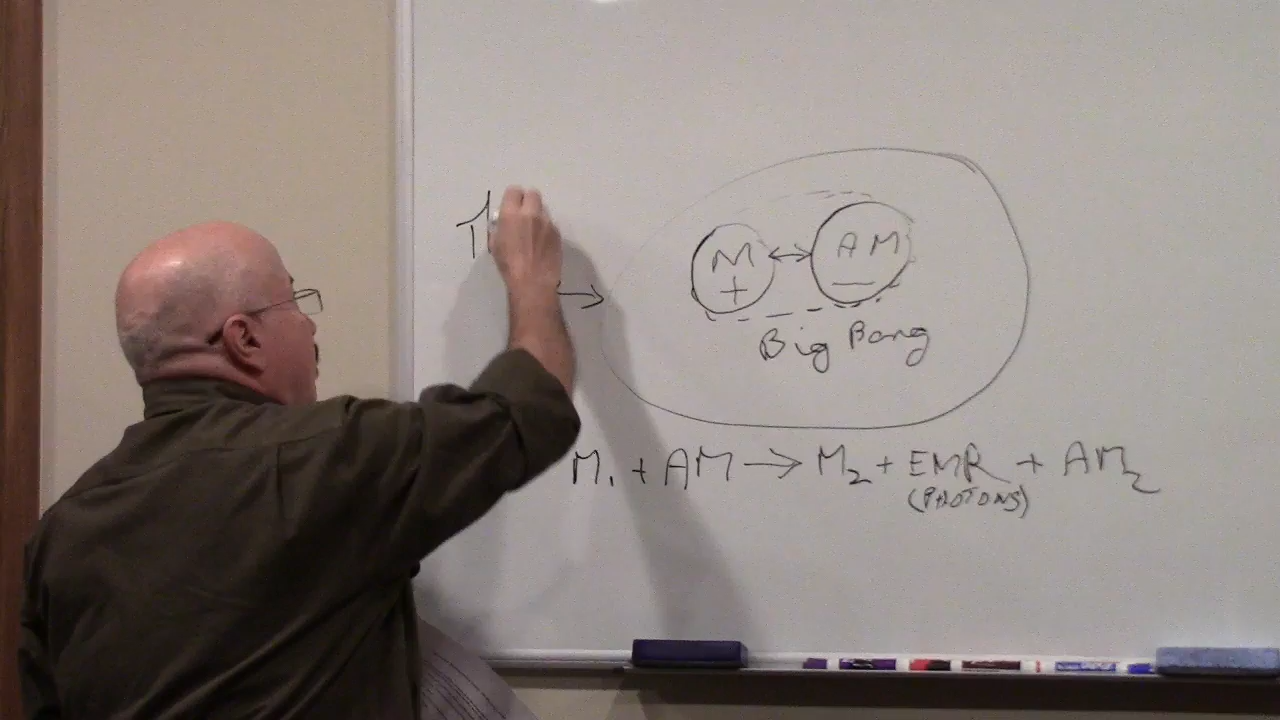 M AM
+ −
Big Bang
M₁ + AM → M₂ + EMR + AM₂
(PHOTONS)